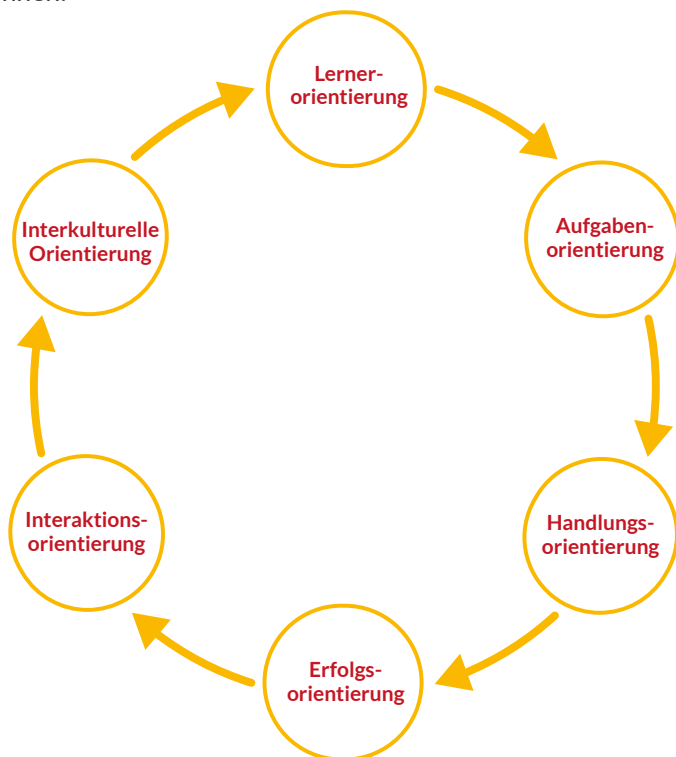 Lerner-
orientierung
Aufgaben-
orientierung
Handlungs-
orientierung
Erfolgs-
orientierung
Interaktions-
orientierung
Interkulturelle
Orientierung